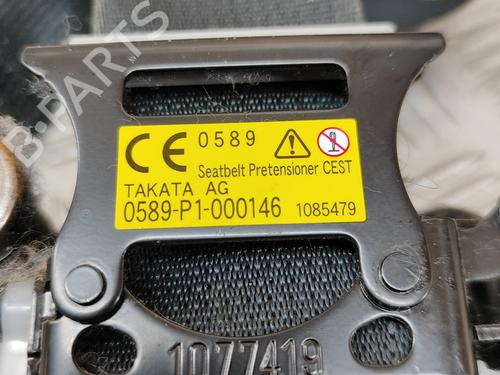 B-PARTS
CE 0589
Seatbelt Pretensioner CEST
TAKATA AG
0589-P1-000146 1085479
1077419